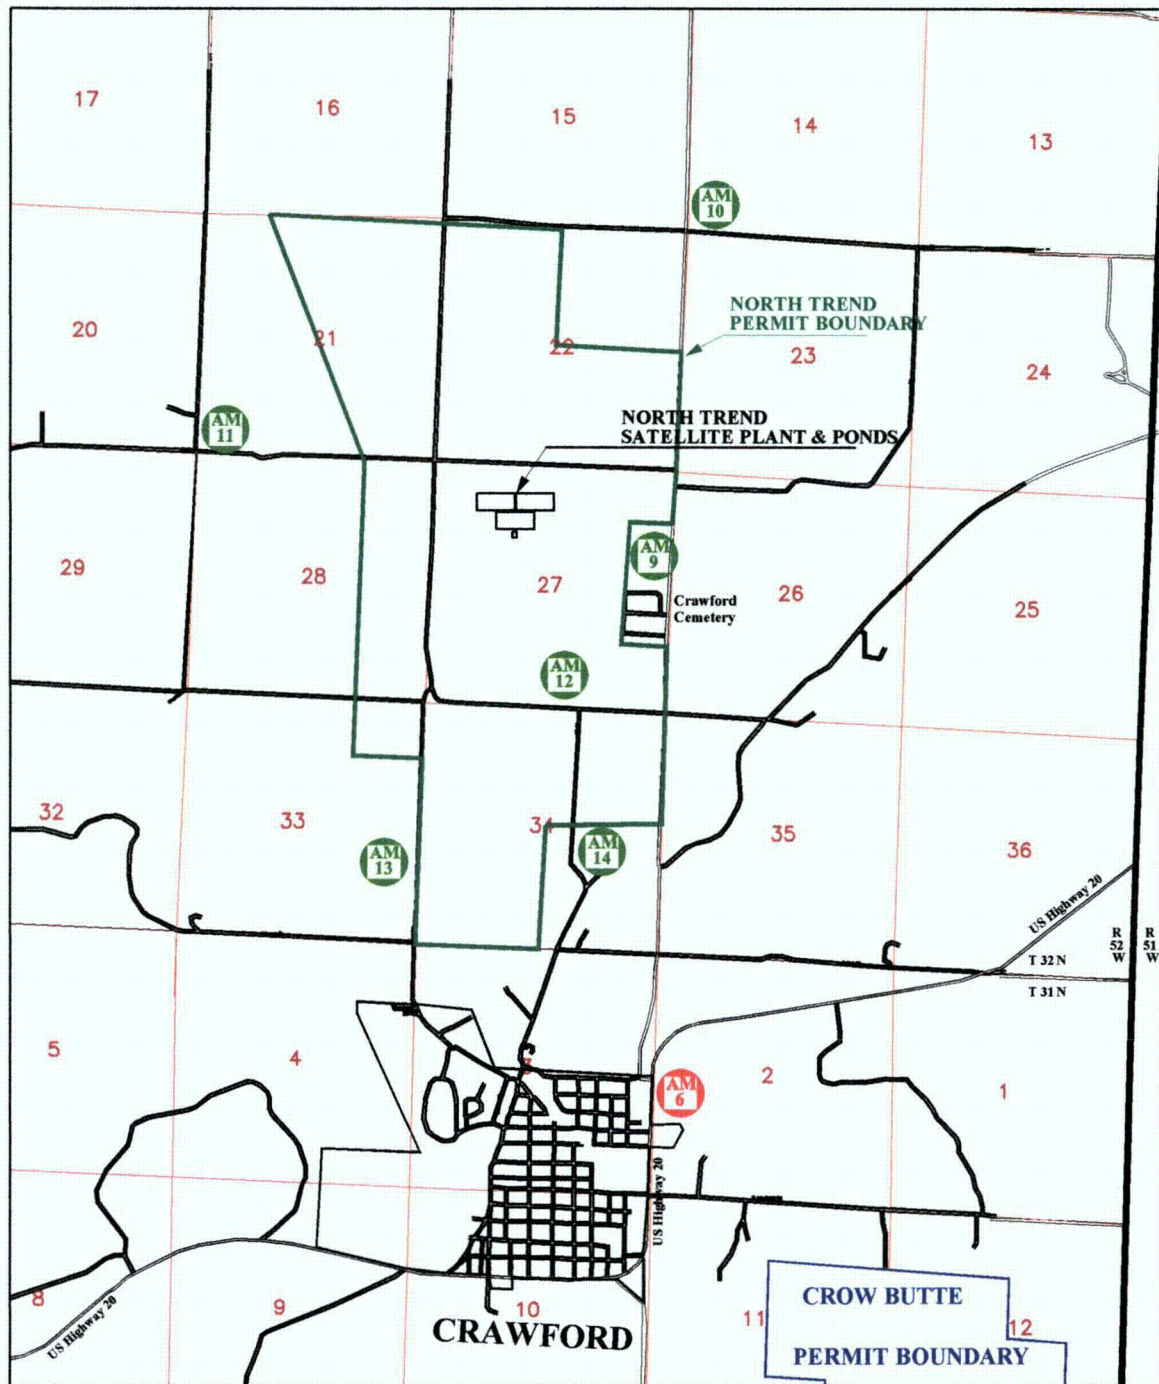 17
16
15
14
13
AM
10
NORTH TREND
PERMIT BOUNDARY
20
21
22
23
24
AM
11
NORTH TREND
SATELLITE PLANT & PONDS
AM
9
29
28
27
26
25
Crawford
Cemetery
AM
12
32
33
34
35
36
AM
13
AM
14
US Highway 20
R
52
W
R
51
W
T 32 N
T 31 N
5
4
2
1
AM
6
US Highway 20
8
9
10
11
12
US Highway 20
CRAWFORD
CROW BUTTE
PERMIT BOUNDARY